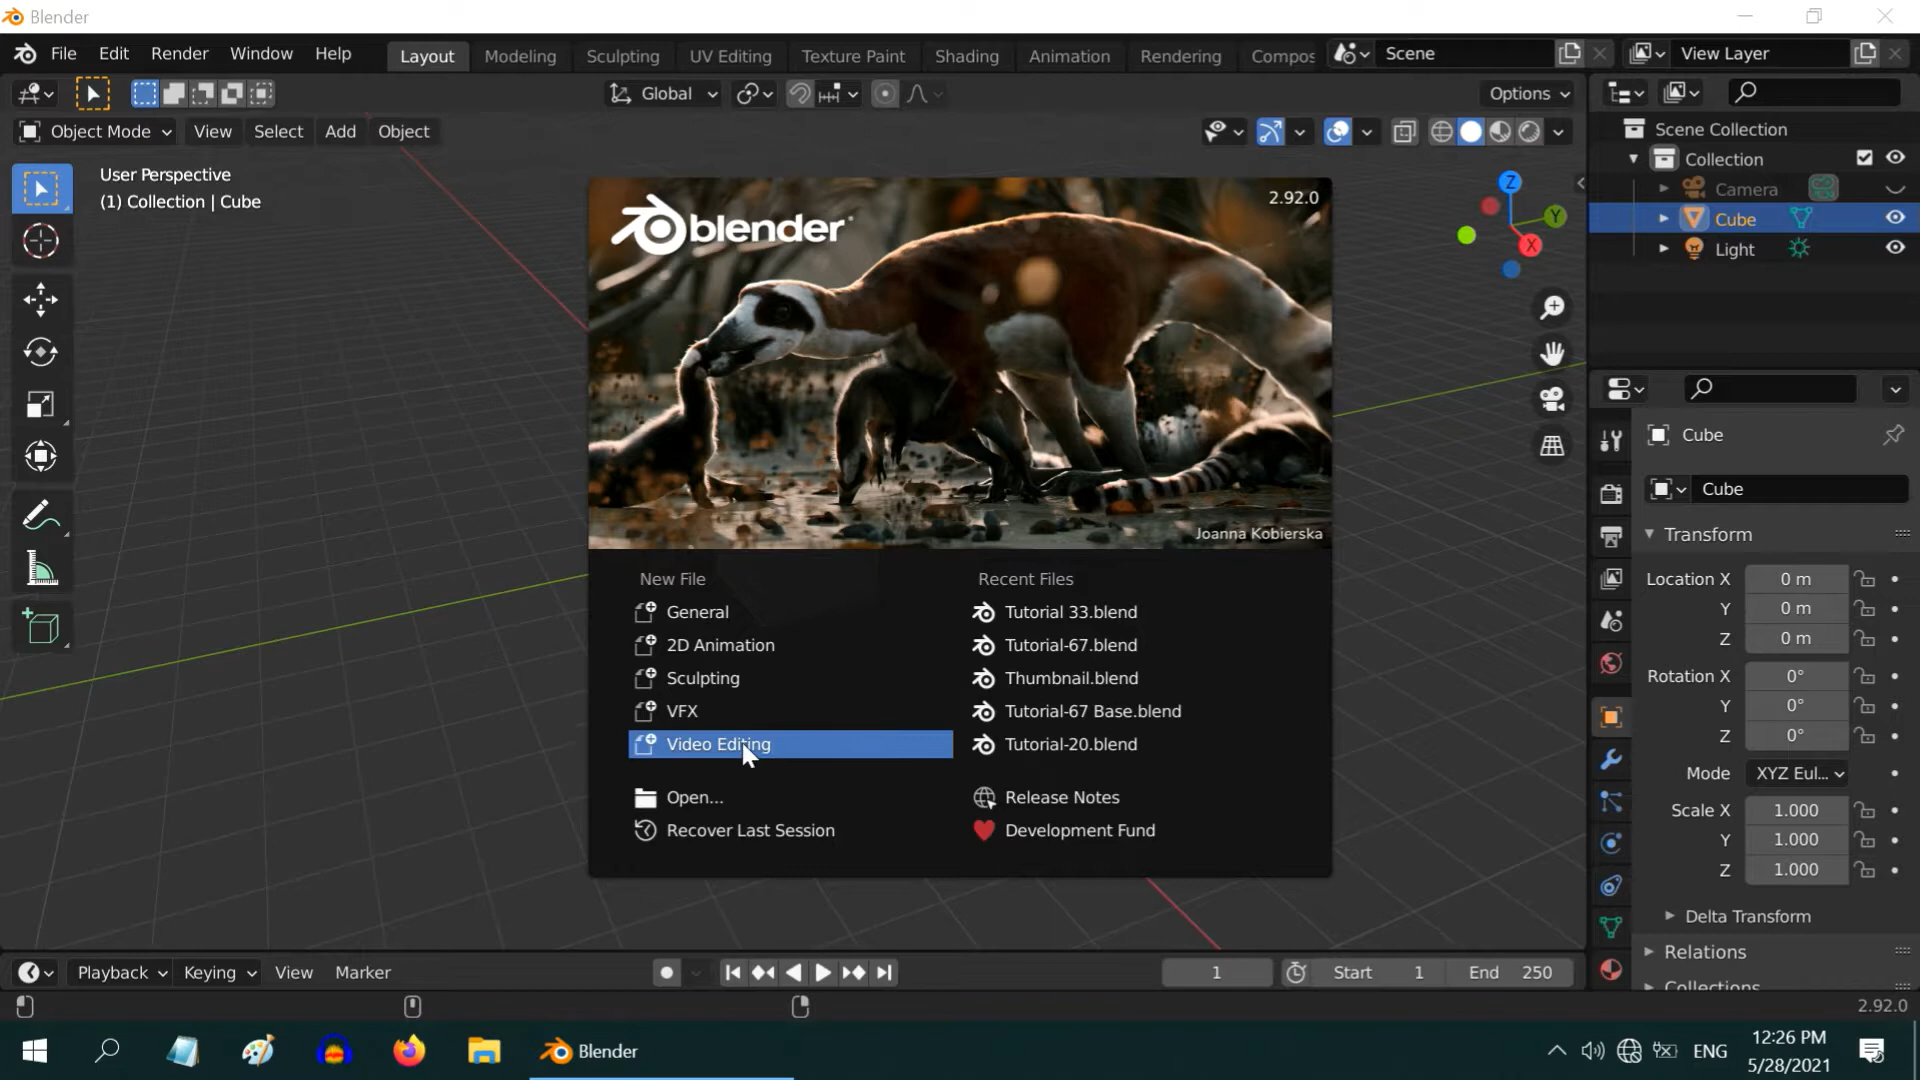 Blender
File Edit Render Window Help Layout Modeling Sculpting UV Editing Texture Paint Shading Animation Rendering Compos Scene View Layer
Global Options
Object Mode View Select Add Object
User Perspective
(1) Collection | Cube
Z
Y
X
Scene Collection
Collection
Camera
Cube
Light
blender
2.92.0
Joanna Kobierska
New File
General
2D Animation
Sculpting
VFX
Video Editing
Open...
Recover Last Session
Recent Files
Tutorial 33.blend
Tutorial-67.blend
Thumbnail.blend
Tutorial-67 Base.blend
Tutorial-20.blend
Release Notes
Development Fund
Cube
Cube
Transform
Location X 0 m
Y 0 m
Z 0 m
Rotation X 0°
Y 0°
Z 0°
Mode XYZ Eul...
Scale X 1.000
Y 1.000
Z 1.000
Delta Transform
Relations
Collections
Playback Keying View Marker 1 Start 1 End 250
2.92.0
Blender
ENG
12:26 PM
5/28/2021